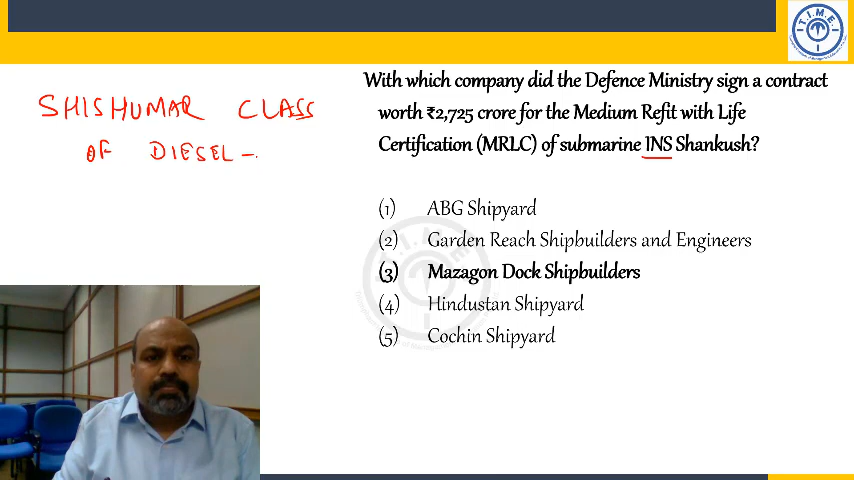 T.I.M.E.
SHISHUMAR CLASS
OF DIESEL -
With which company did the Defence Ministry sign a contract
worth ₹2,725 crore for the Medium Refit with Life
Certification (MRLC) of submarine INS Shankush?
(1) ABG Shipyard
(2) Garden Reach Shipbuilders and Engineers
(3) Mazagon Dock Shipbuilders
(4) Hindustan Shipyard
(5) Cochin Shipyard